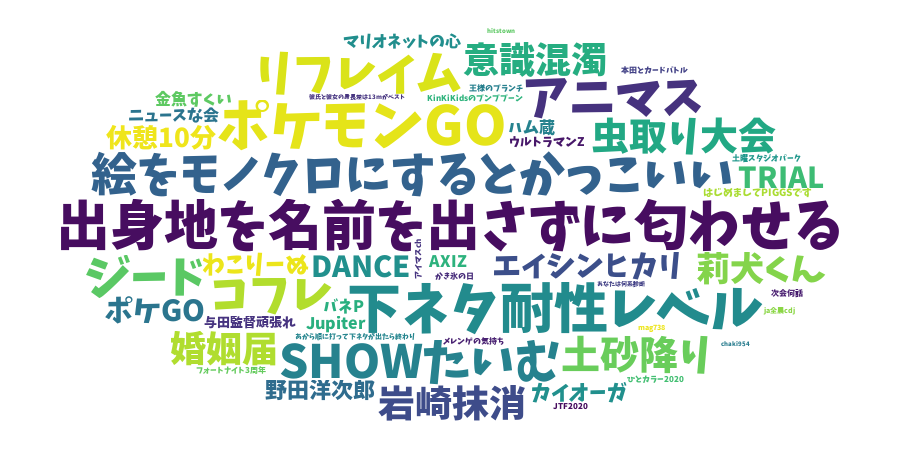 hitstown
マリオネットの心
意識混濁
リフレイム
本田とカードバトル
王様のブランチ
アニマス
金魚すくい
彼氏と彼女の身長差は13mがベスト
KinKiKidsのブンブブーン
ニュースな会
ポケモンGO
ハム蔵
虫取り大会
休憩10分
ウルトラマンZ
土曜スタジオパーク
絵をモノクロにするとかっこいい
TRIAL
はじめましてPIGGSです
出身地を名前を出さずに匂わせる
アイマスch
わこりーぬ
DANCE
AXIZ
エイシンヒカリ
莉犬くん
ジード
かき氷の日
コフレ
あなたは何系診断
次会何話
ポケGO
バネP
下ネタ耐性レベル
ja全農cdj
与田監督頑張れ
Jupiter
mag730
婚姻届
あから順に打って下ネタが出たら終わり
メレンゲの気持ち
chaki954
SHOWたいむ
土砂降り
フォートナイト3周年
ひとカラー2020
野田洋次郎
岩崎抹消
カイオーガ
JTF2020